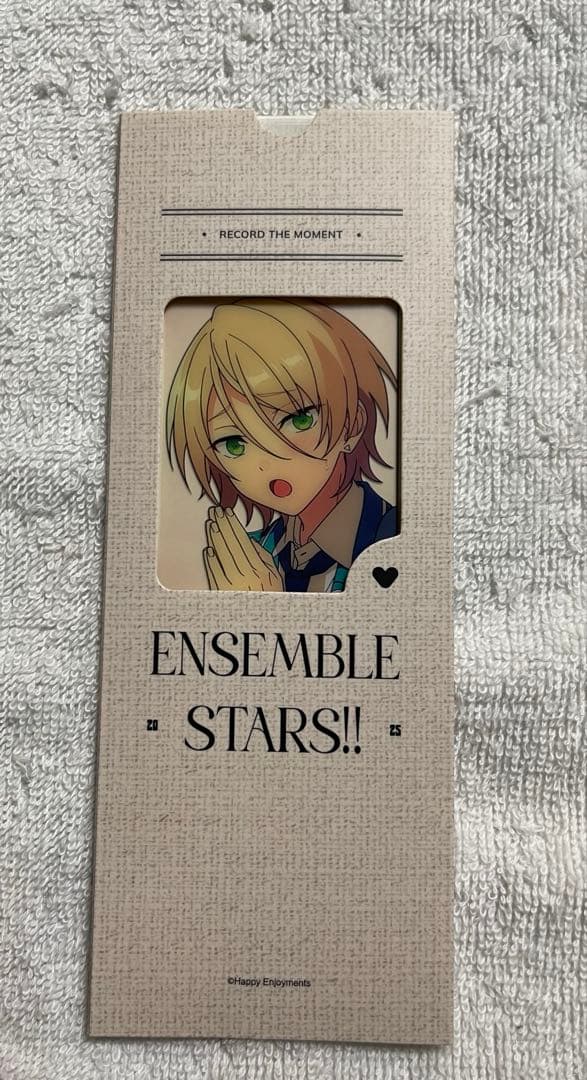 • RECORD THE MOMENT •
ENSEMBLE
20 STARS!! 25
©Happy Enjoyments